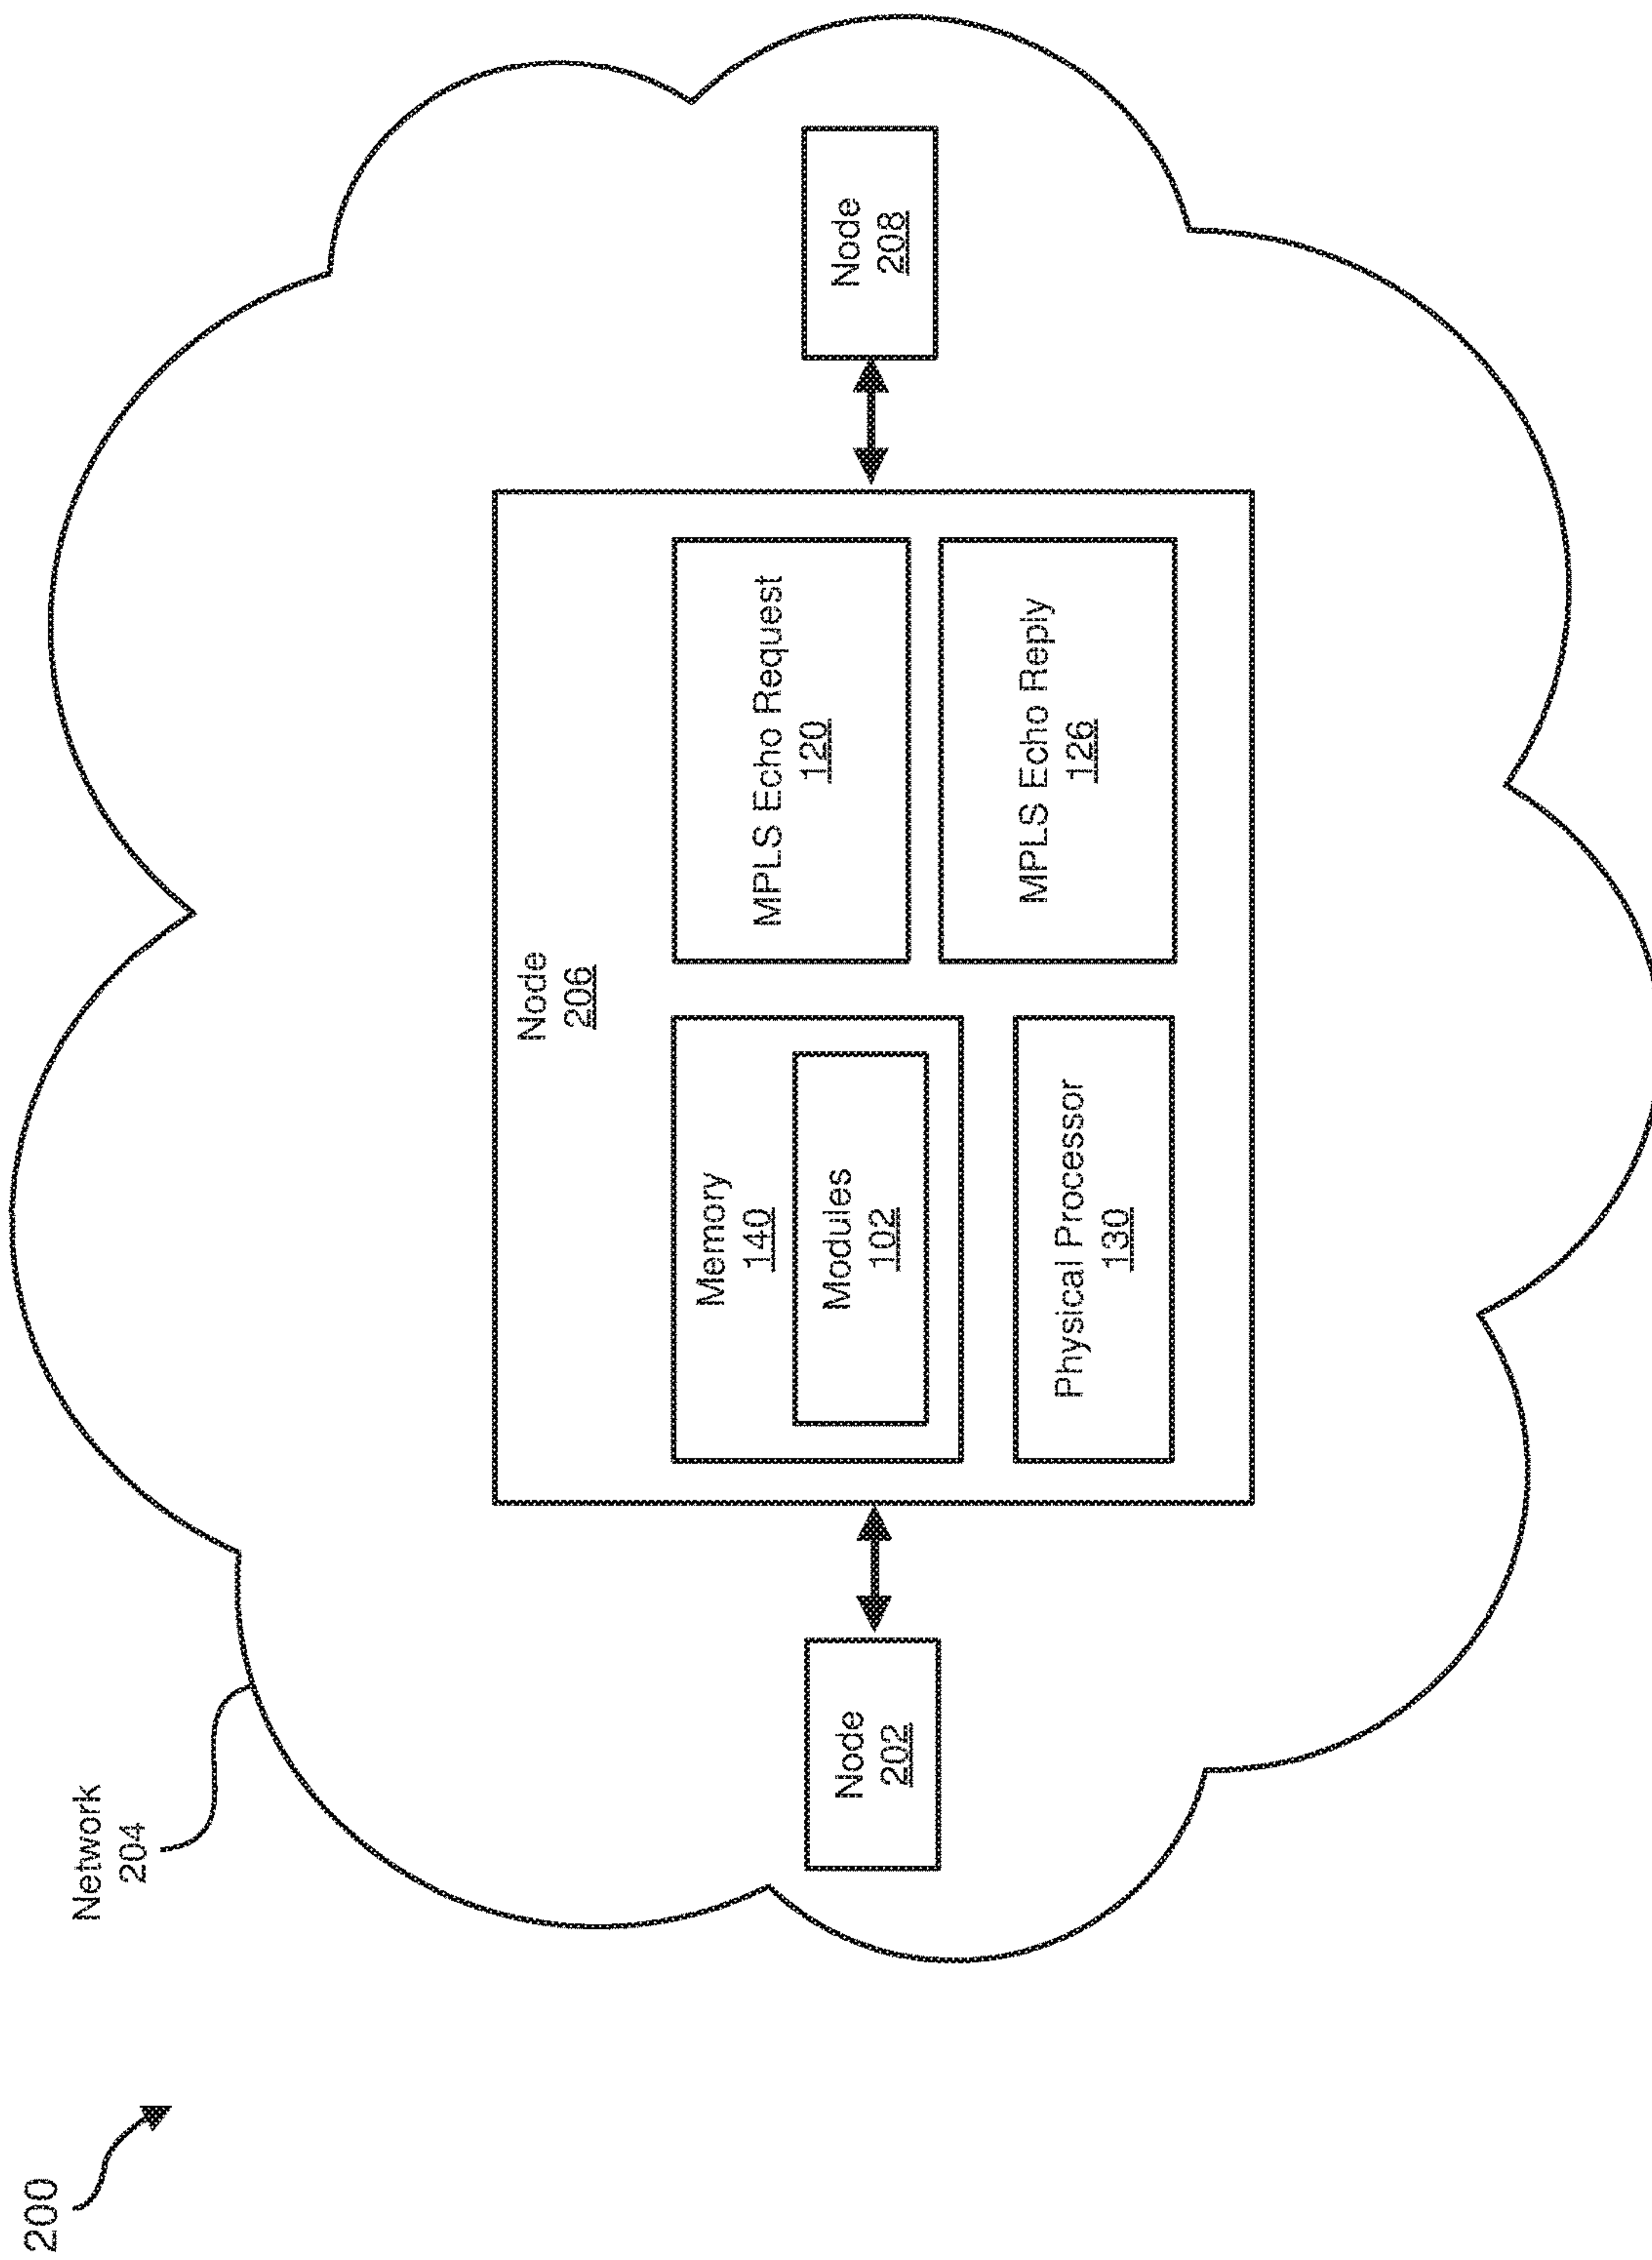 200
Network
204
Node
206
Node
202
Memory
140
Modules
102
Physical Processor
130
MPLS Echo Request
120
MPLS Echo Reply
126
Node
208